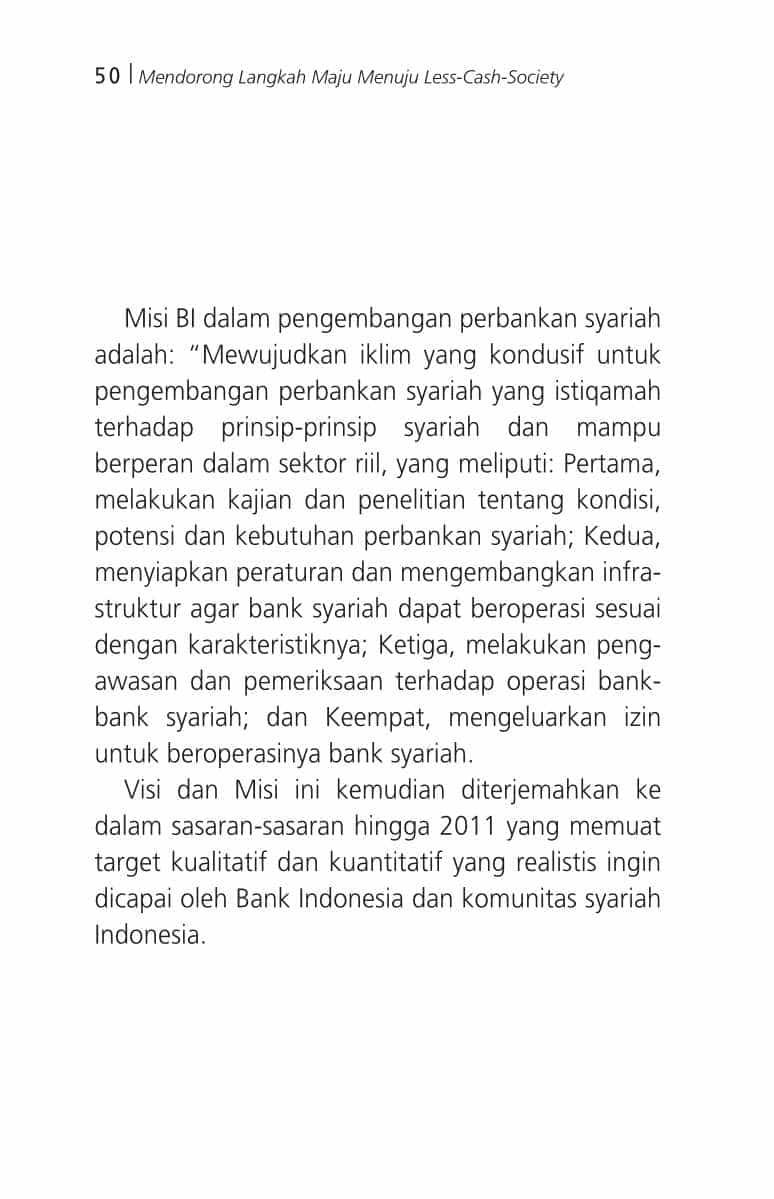 50 | Mendorong Langkah Maju Menuju Less-Cash-Society
Misi BI dalam pengembangan perbankan syariah
adalah: “Mewujudkan iklim yang kondusif untuk
pengembangan perbankan syariah yang istiqamah
terhadap prinsip-prinsip syariah dan mampu
berperan dalam sektor riil, yang meliputi: Pertama,
melakukan kajian dan penelitian tentang kondisi,
potensi dan kebutuhan perbankan syariah; Kedua,
menyiapkan peraturan dan mengembangkan infra-
struktur agar bank syariah dapat beroperasi sesuai
dengan karakteristiknya; Ketiga, melakukan peng-
awasan dan pemeriksaan terhadap operasi bank-
bank syariah; dan Keempat, mengeluarkan izin
untuk beroperasinya bank syariah.
Visi dan Misi ini kemudian diterjemahkan ke
dalam sasaran-sasaran hingga 2011 yang memuat
target kualitatif dan kuantitatif yang realistis ingin
dicapai oleh Bank Indonesia dan komunitas syariah
Indonesia.